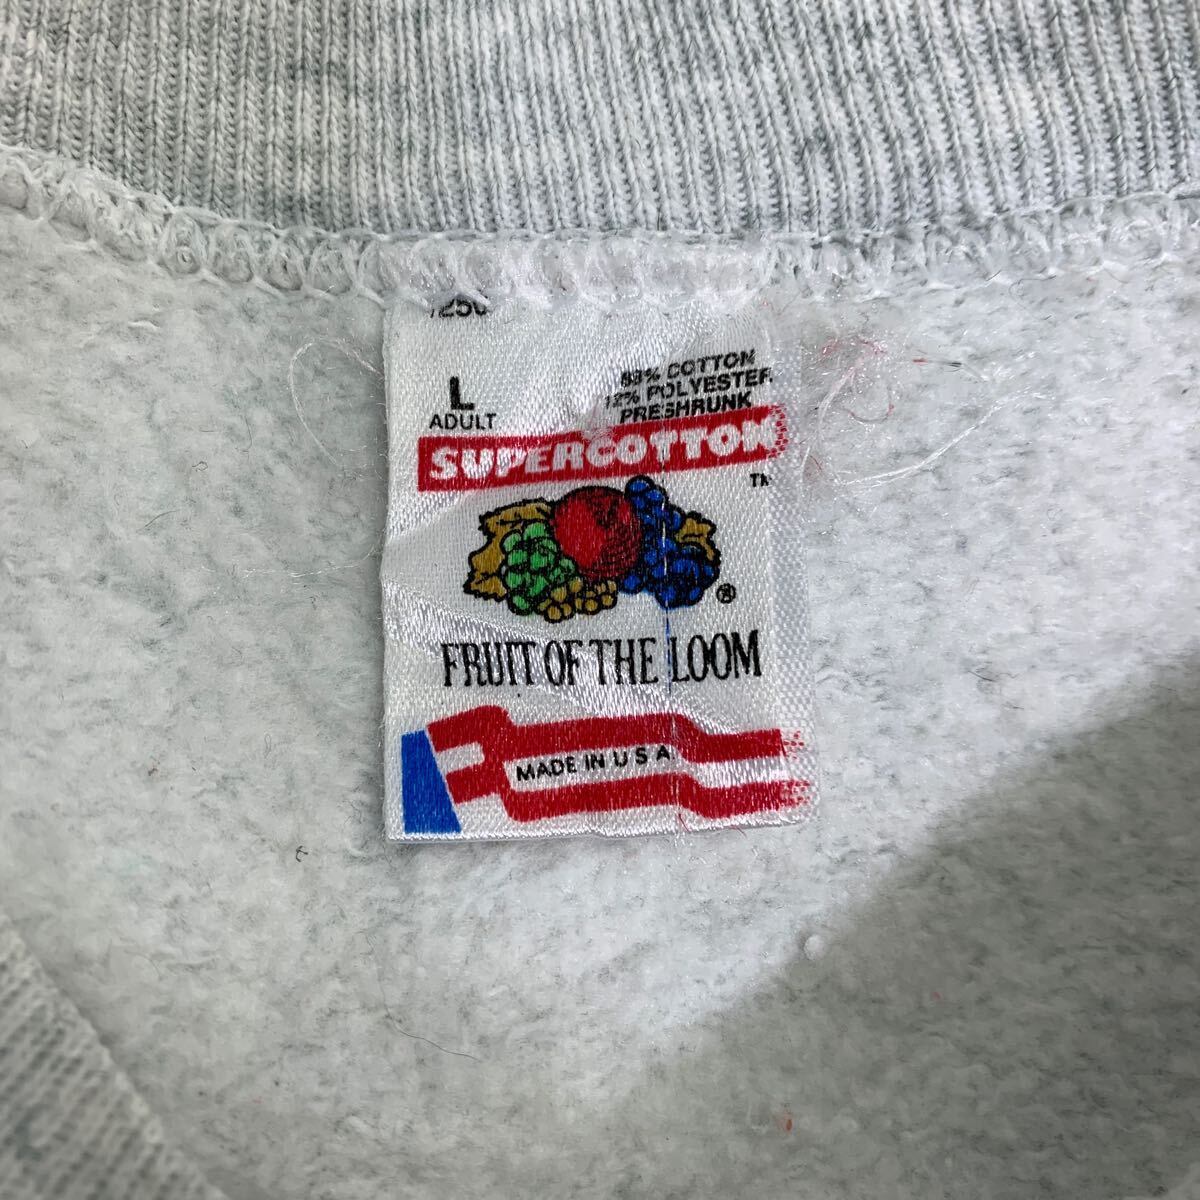 L
ADULT
COTTON
12% POLYESTER
PRESHRUNK
SUPERCOTTON
TM
®
FRUIT OF THE LOOM
MADE IN U S A